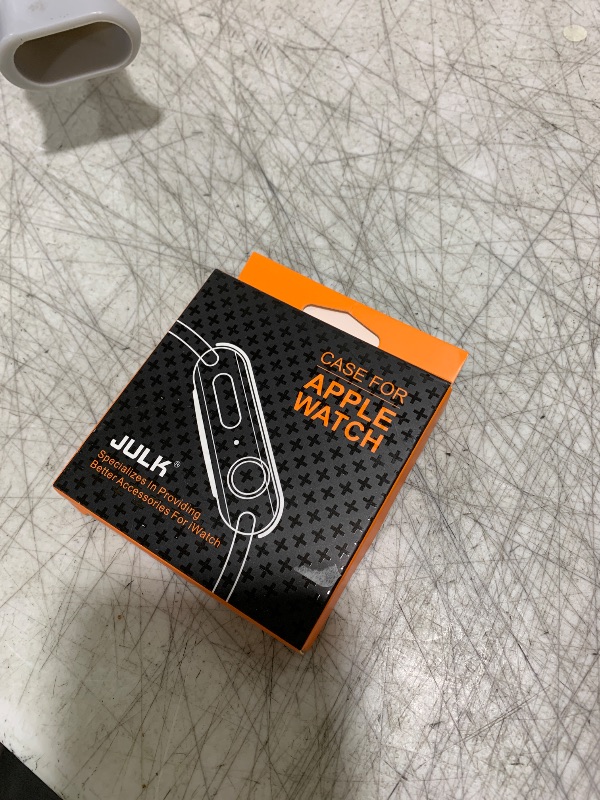 CASE FOR
APPLE
WATCH
JULK®
Specializes In Providing
Better Accessories For iWatch